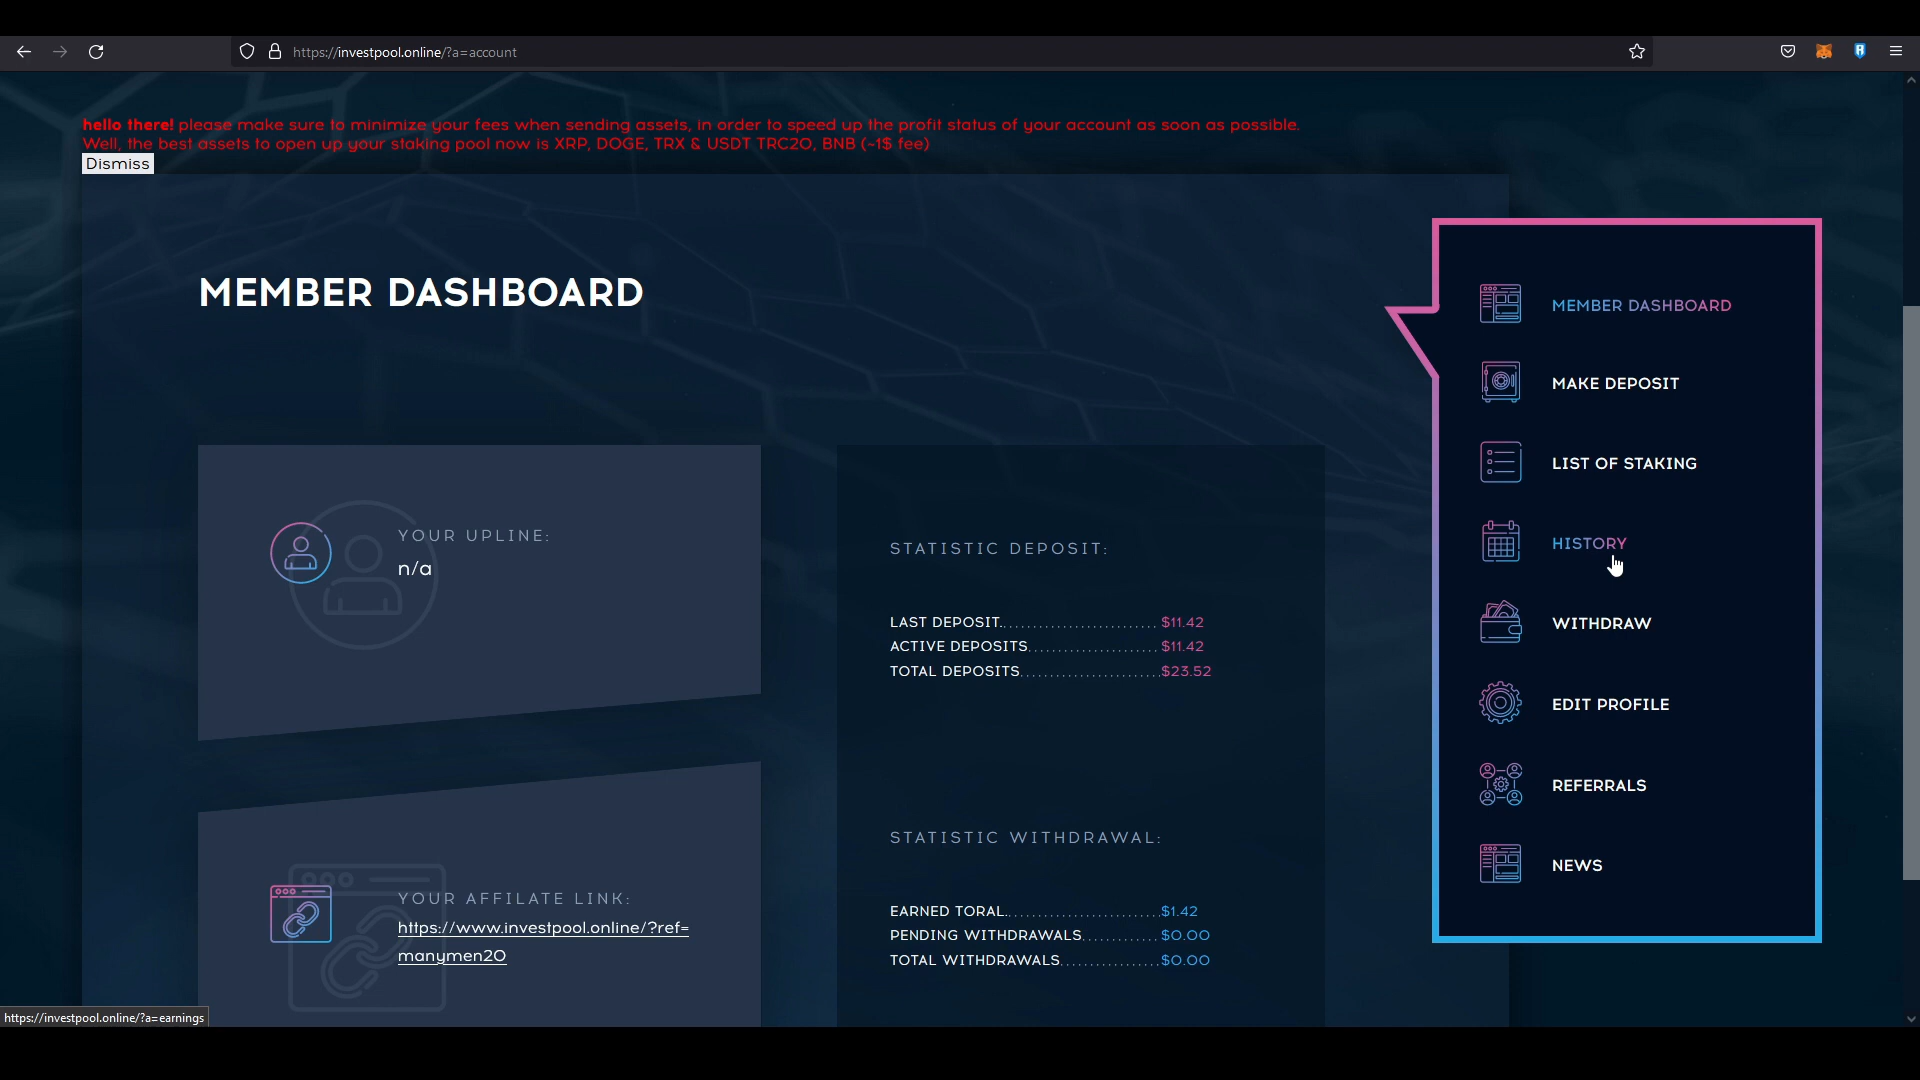 https://investpool.online/?a=account
hello there! please make sure to minimize your fees when sending assets, in order to speed up the profit status of your account as soon as possible.
Well, the best assets to open up your staking pool now is XRP, DOGE, TRX & USDT TRC20, BNB (~1$ fee)
Dismiss
MEMBER DASHBOARD
YOUR UPLINE:
n/a
YOUR AFFILATE LINK:
https://www.investpool.online/?ref=
manymen20
STATISTIC DEPOSIT:
LAST DEPOSIT..........................$11.42
ACTIVE DEPOSITS......................$11.42
TOTAL DEPOSITS........................$23.52
STATISTIC WITHDRAWAL:
EARNED TORAL..........................$1.42
PENDING WITHDRAWALS.............$0.00
TOTAL WITHDRAWALS.................$0.00
MEMBER DASHBOARD
MAKE DEPOSIT
LIST OF STAKING
HISTORY
WITHDRAW
EDIT PROFILE
REFERRALS
NEWS
https://investpool.online/?a=earnings